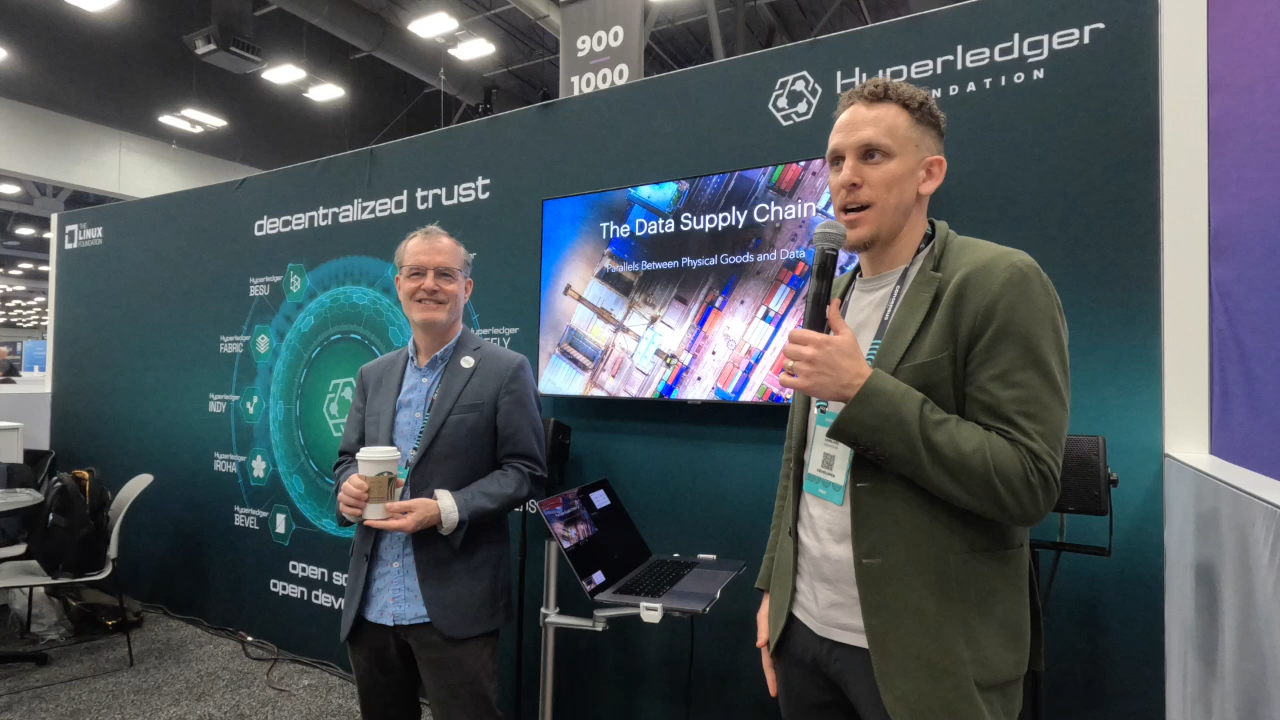 900
1000
Hyperledger
THE
LINUX
FOUNDATION
decentralized trust
The Data Supply Chain
Parallels Between Physical Goods and Data
Hyperledger
BESU
Hyperledger
FABRIC
Hyperledger
INDY
Hyperledger
IROHA
Hyperledger
BEVEL
open